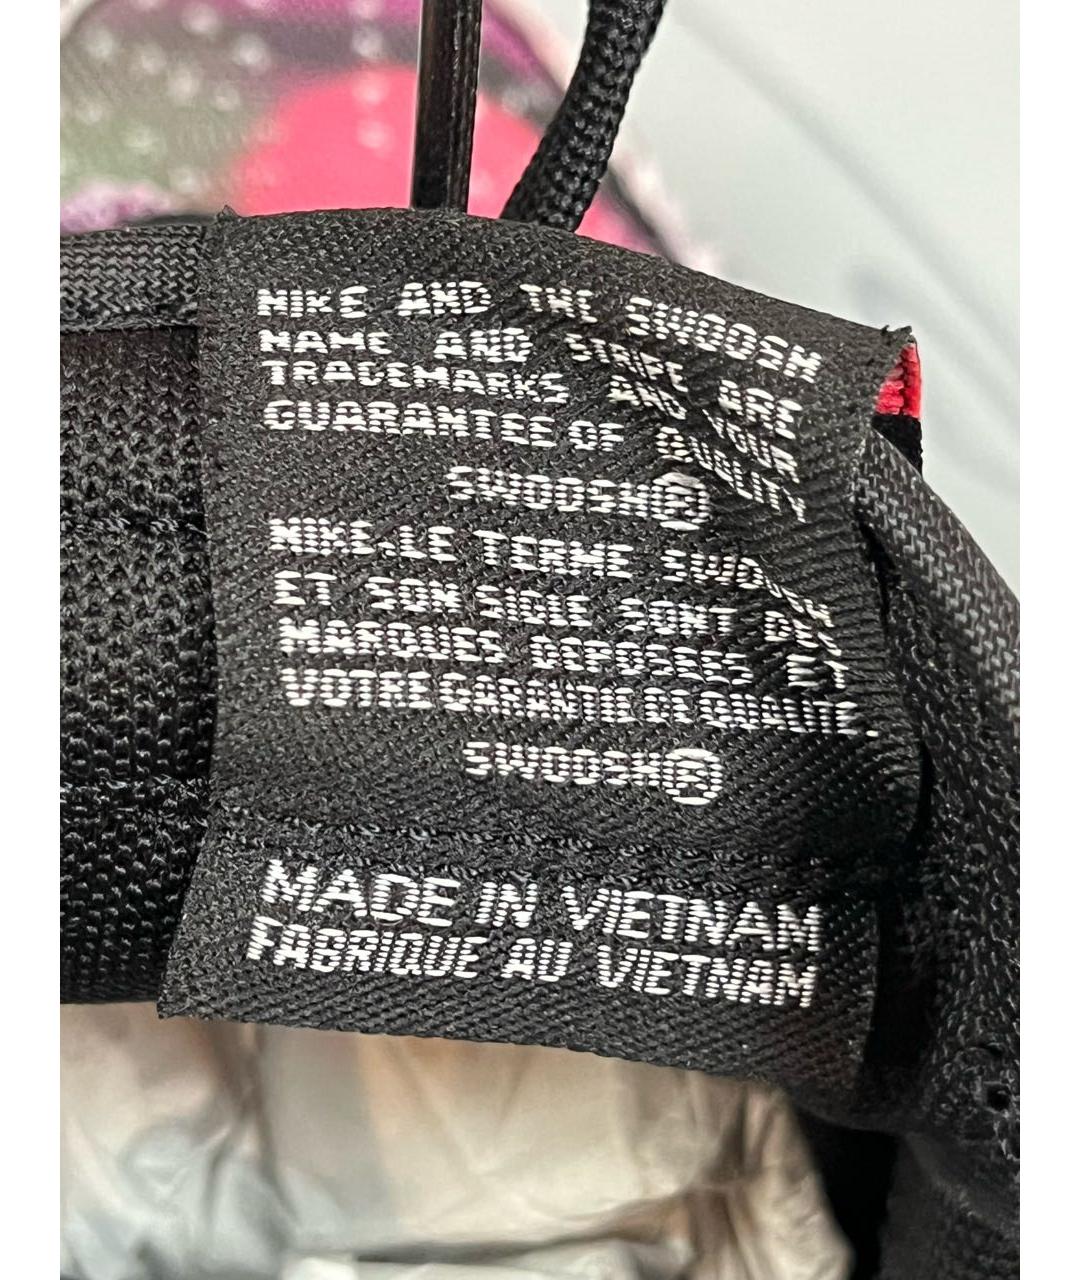 NIKE AND THE SWOOSH
NAME AND STRIPE ARE
TRADEMARKS AND YOUR
GUARANTEE OF QUALITY
SWOOSH®
NIKE,LE TERME SWOOSH
ET SON SIGLE SONT DES
MARQUES DEPOSEES ET
VOTRE GARANTIE DE QUALITE.
SWOOSH®
MADE IN VIETNAM
FABRIQUE AU VIETNAM